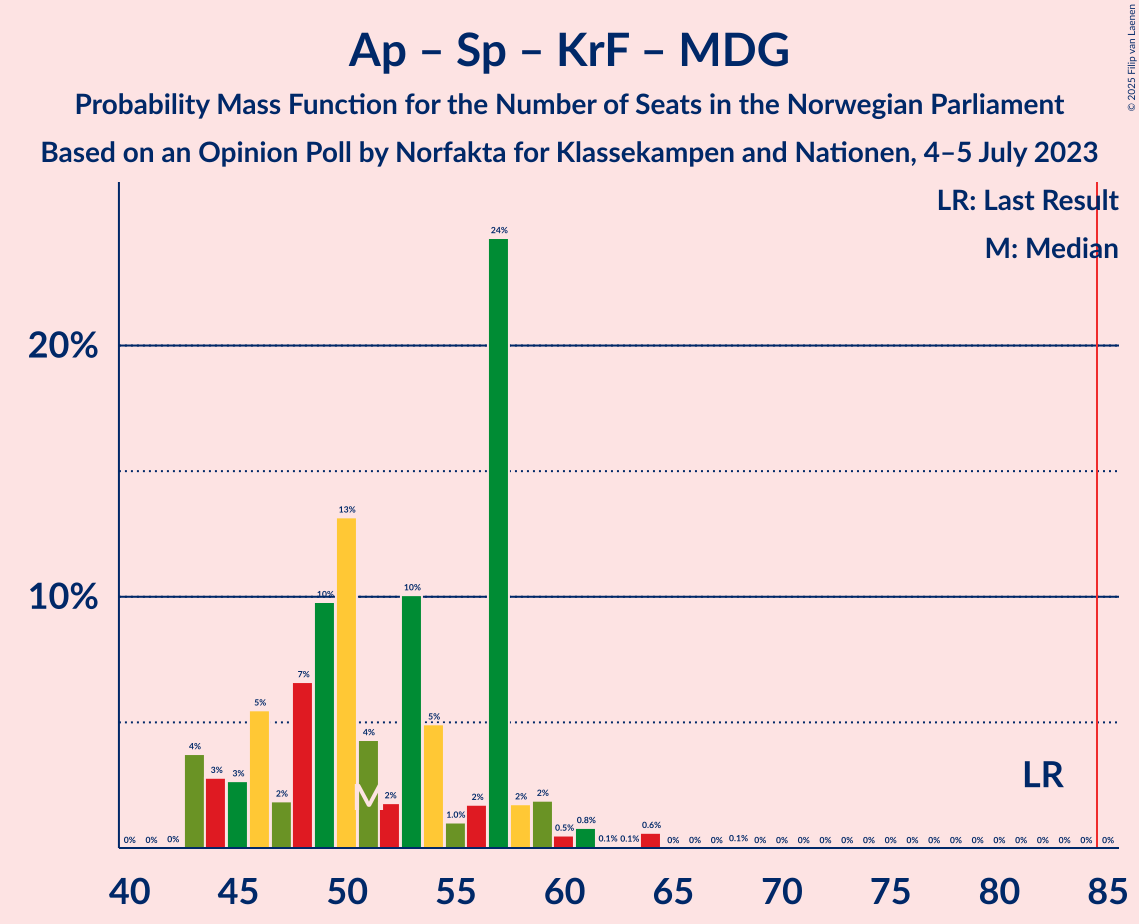 Ap – Sp – KrF – MDG
Probability Mass Function for the Number of Seats in the Norwegian Parliament
Based on an Opinion Poll by Norfakta for Klassekampen and Nationen, 4–5 July 2023
© 2025 Filip van Laenen
LR: Last Result
M: Median
20%
10%
0% 0% 0% 4% 3% 3% 5% 2% 7% 10% 13% 4% 2% 10% 5% 1.0% 2% 24% 2% 2% 0.5% 0.8% 0.1% 0.1% 0.6% 0% 0% 0% 0.1% 0% 0% 0% 0% 0% 0% 0% 0% 0% 0% 0% 0% 0% 0% 0% 0% 0%
M
LR
40 45 50 55 60 65 70 75 80 85